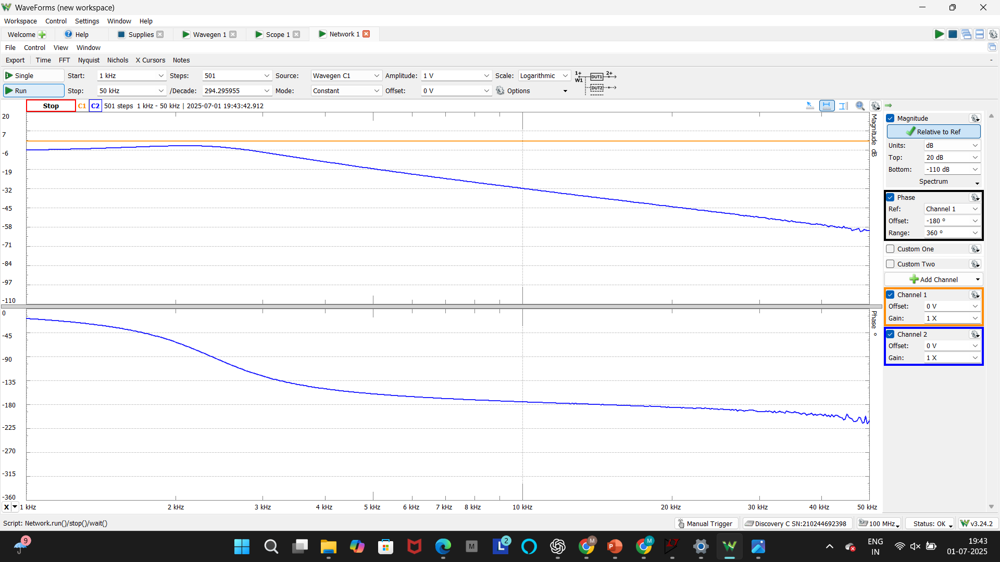 WaveForms (new workspace)
Workspace Control Settings Window Help
Welcome Help Supplies Wavegen 1 Scope 1 Network 1
File Control View Window
Export Time FFT Nyquist Nichols X Cursors Notes
Single Start: 1 kHz Steps: 501 Source: Wavegen C1 Amplitude: 1 V Scale: Logarithmic 1+ W1 DUT1 2+
Run Stop: 50 kHz /Decade: 294.295955 Mode: Constant Offset: 0 V Options DUT2
Stop C1 C2 501 steps 1 kHz - 50 kHz | 2025-07-01 19:43:42.912
20
7
-6
-19
-32
-45
-58
-71
-84
-97
-110
Magnitude dB
0
-45
-90
-135
-180
-225
-270
-315
-360
Phase °
X 1 kHz 2 kHz 3 kHz 4 kHz 5 kHz 6 kHz 7 kHz 8 kHz 10 kHz 20 kHz 30 kHz 40 kHz 50 kHz
Magnitude
Relative to Ref
Units: dB
Top: 20 dB
Bottom: -110 dB
Spectrum
Phase
Ref: Channel 1
Offset: -180 °
Range: 360 °
Custom One
Custom Two
Add Channel
Channel 1
Offset: 0 V
Gain: 1 X
Channel 2
Offset: 0 V
Gain: 1 X
Script: Network.run()/stop()/wait() Manual Trigger Discovery C SN:210244692398 100 MHz Status: OK v3.24.2
9 M L 2 M P M ENG IN 19:43 01-07-2025